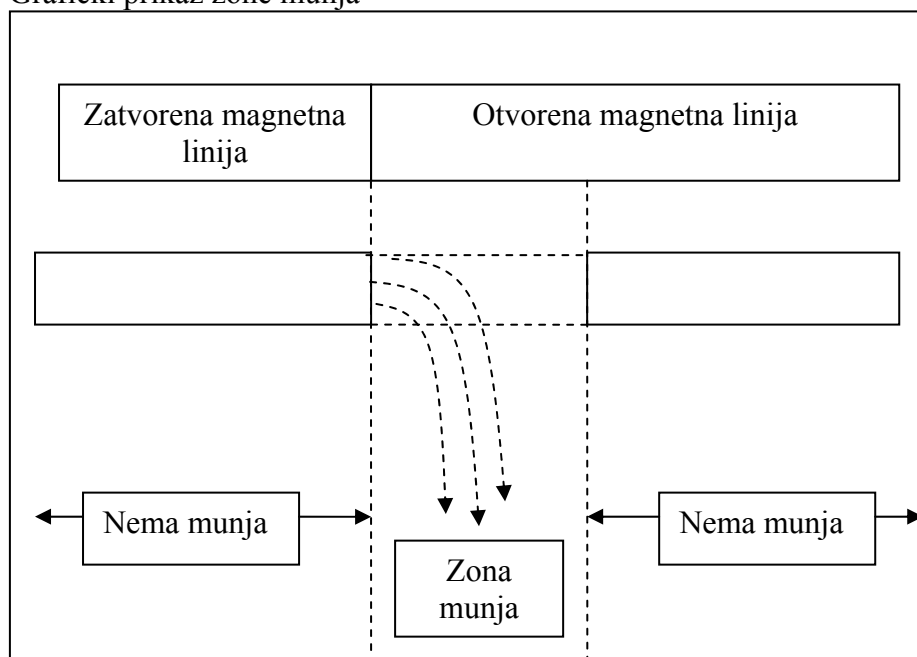 Grafički prikaz zone munja
Zatvorena magnetna
linija
Otvorena magnetna linija
Nema munja
Zona
munja
Nema munja